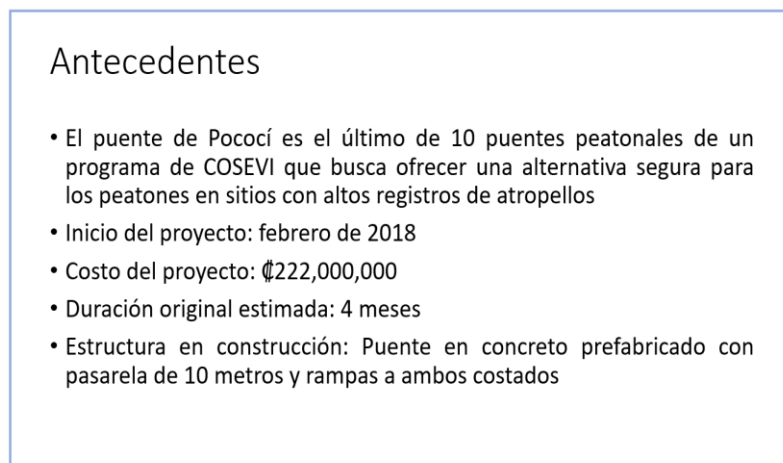 Antecedentes
• El puente de Pococí es el último de 10 puentes peatonales de un
programa de COSEVI que busca ofrecer una alternativa segura para
los peatones en sitios con altos registros de atropellos
• Inicio del proyecto: febrero de 2018
• Costo del proyecto: ₡222,000,000
• Duración original estimada: 4 meses
• Estructura en construcción: Puente en concreto prefabricado con
pasarela de 10 metros y rampas a ambos costados